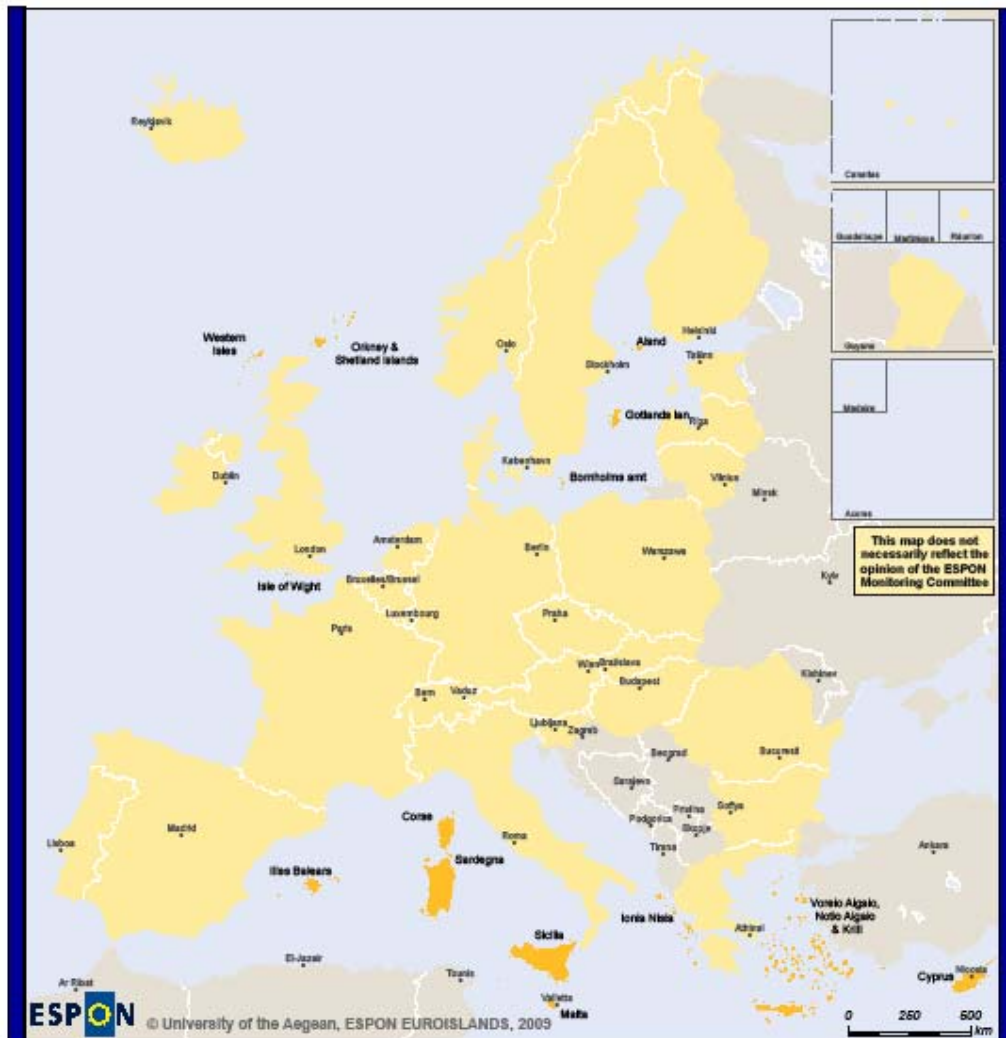 Reykjavik
Canarias
Guadeloupe
Martinique
Réunion
Guyane
Madeira
Acores
This map does not
necessarily reflect the
opinion of the ESPON
Monitoring Committee
Western
Isles
Orkney &
Shetland Islands
Oslo
Stockholm
Aland
Helsinki
Tallinn
Gotlands lan
Riga
København
Bornholms amt
Vilnius
Minsk
Dublin
London
Isle of Wight
Amsterdam
Berlin
Warszawa
Kyiv
Bruxelles/Brussel
Luxembourg
Paris
Praha
Wien
Bratislava
Budapest
Kishinev
Bern
Vaduz
Ljubljana
Zagreb
Beograd
Bucuresti
Sarajevo
Podgorica
Pristina
Skopje
Sofiya
Tirana
Ankara
Lisboa
Madrid
Corse
Sardegna
Roma
Illes Balears
Ionia Nisia
Athinai
Voreio Aigaio,
Notio Aigaio
& Kriti
Sicilia
El-Jazair
Tounis
Ar Ribat
Valletta
Malta
Cyprus
Nicosia
ESPON
© University of the Aegean, ESPON EUROISLANDS, 2009
0 250 500
km